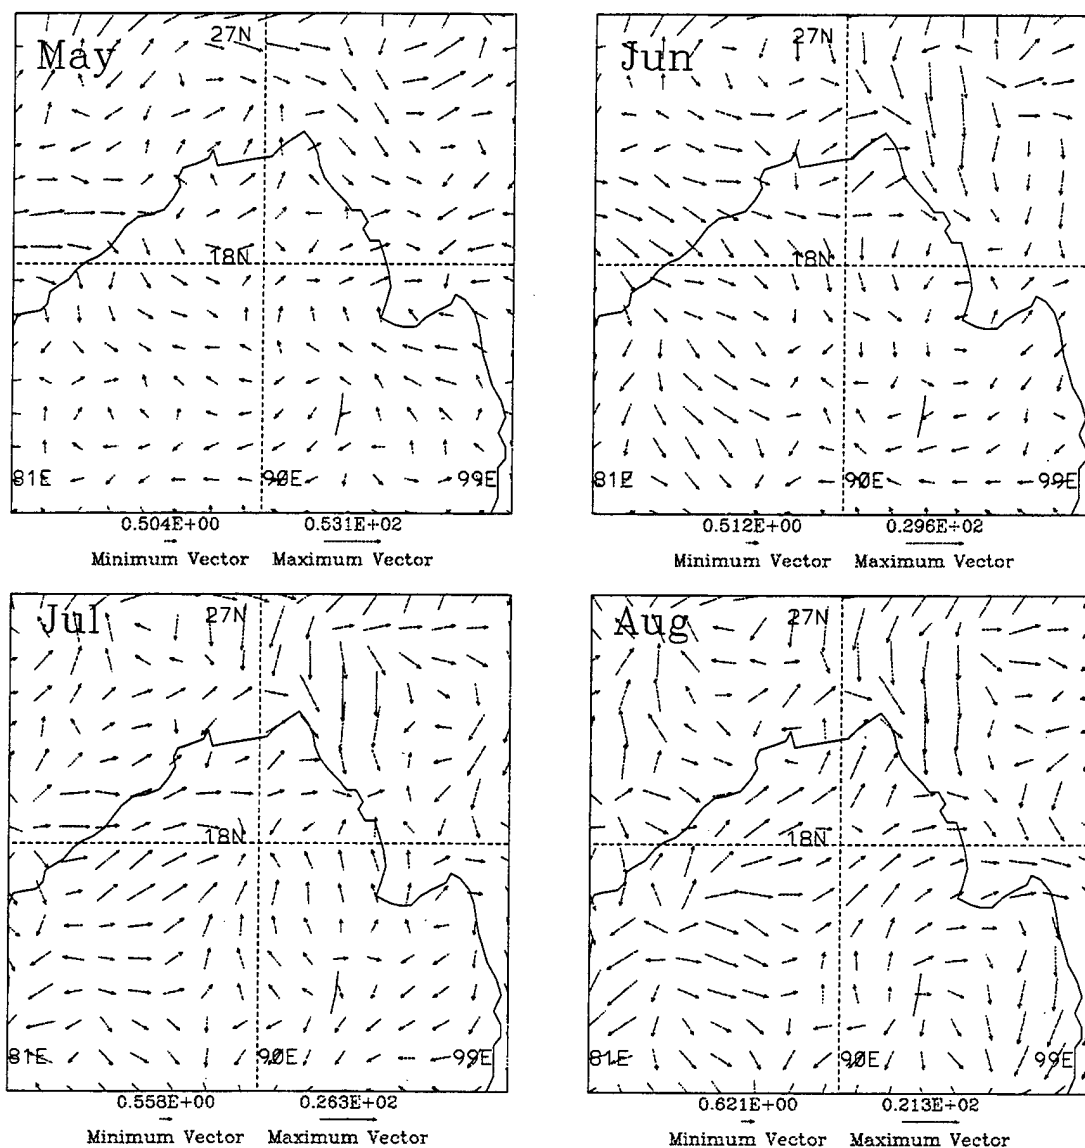 May
27N
18N
81E
90E
99E
0.504E+00
0.531E+02
Minimum Vector
Maximum Vector
Jun
27N
18N
81E
90E
99E
0.512E+00
0.296E+02
Minimum Vector
Maximum Vector
Jul
27N
18N
81E
90E
99E
0.558E+00
0.263E+02
Minimum Vector
Maximum Vector
Aug
27N
18N
81E
90E
99E
0.621E+00
0.213E+02
Minimum Vector
Maximum Vector